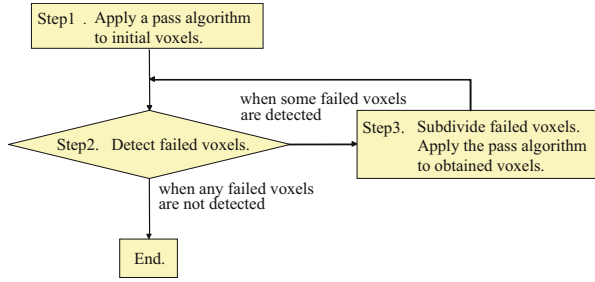 Step1 . Apply a pass algorithm
to initial voxels.
when some failed voxels
are detected
Step2. Detect failed voxels.
Step3. Subdivide failed voxels.
Apply the pass algorithm
to obtained voxels.
when any failed voxels
are not detected
End.